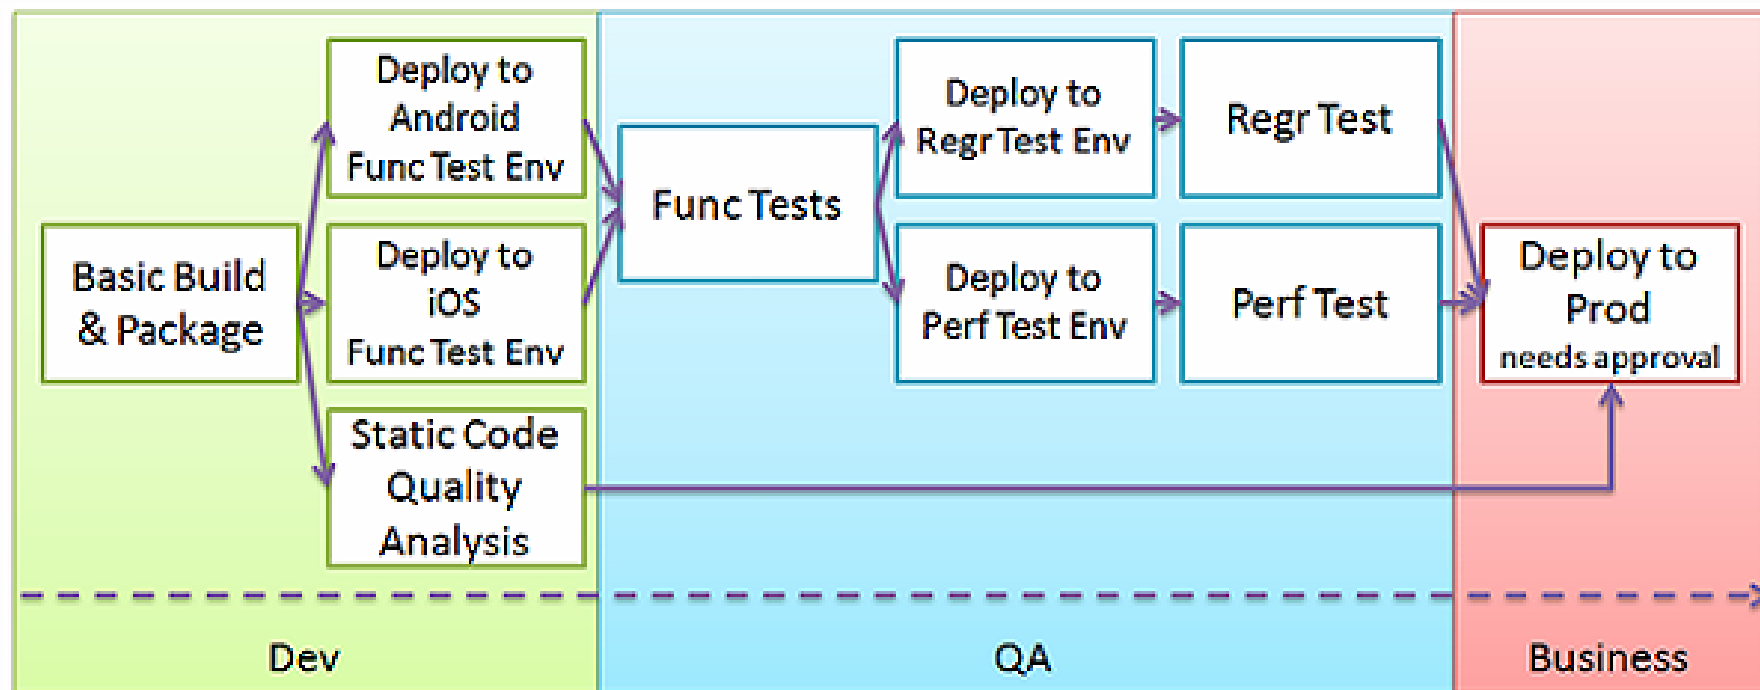 Basic Build
& Package
Deploy to
Android
Func Test Env
Deploy to
iOS
Func Test Env
Static Code
Quality
Analysis
Func Tests
Deploy to
Regr Test Env
Regr Test
Deploy to
Perf Test Env
Perf Test
Deploy to
Prod
needs approval
Dev
QA
Business